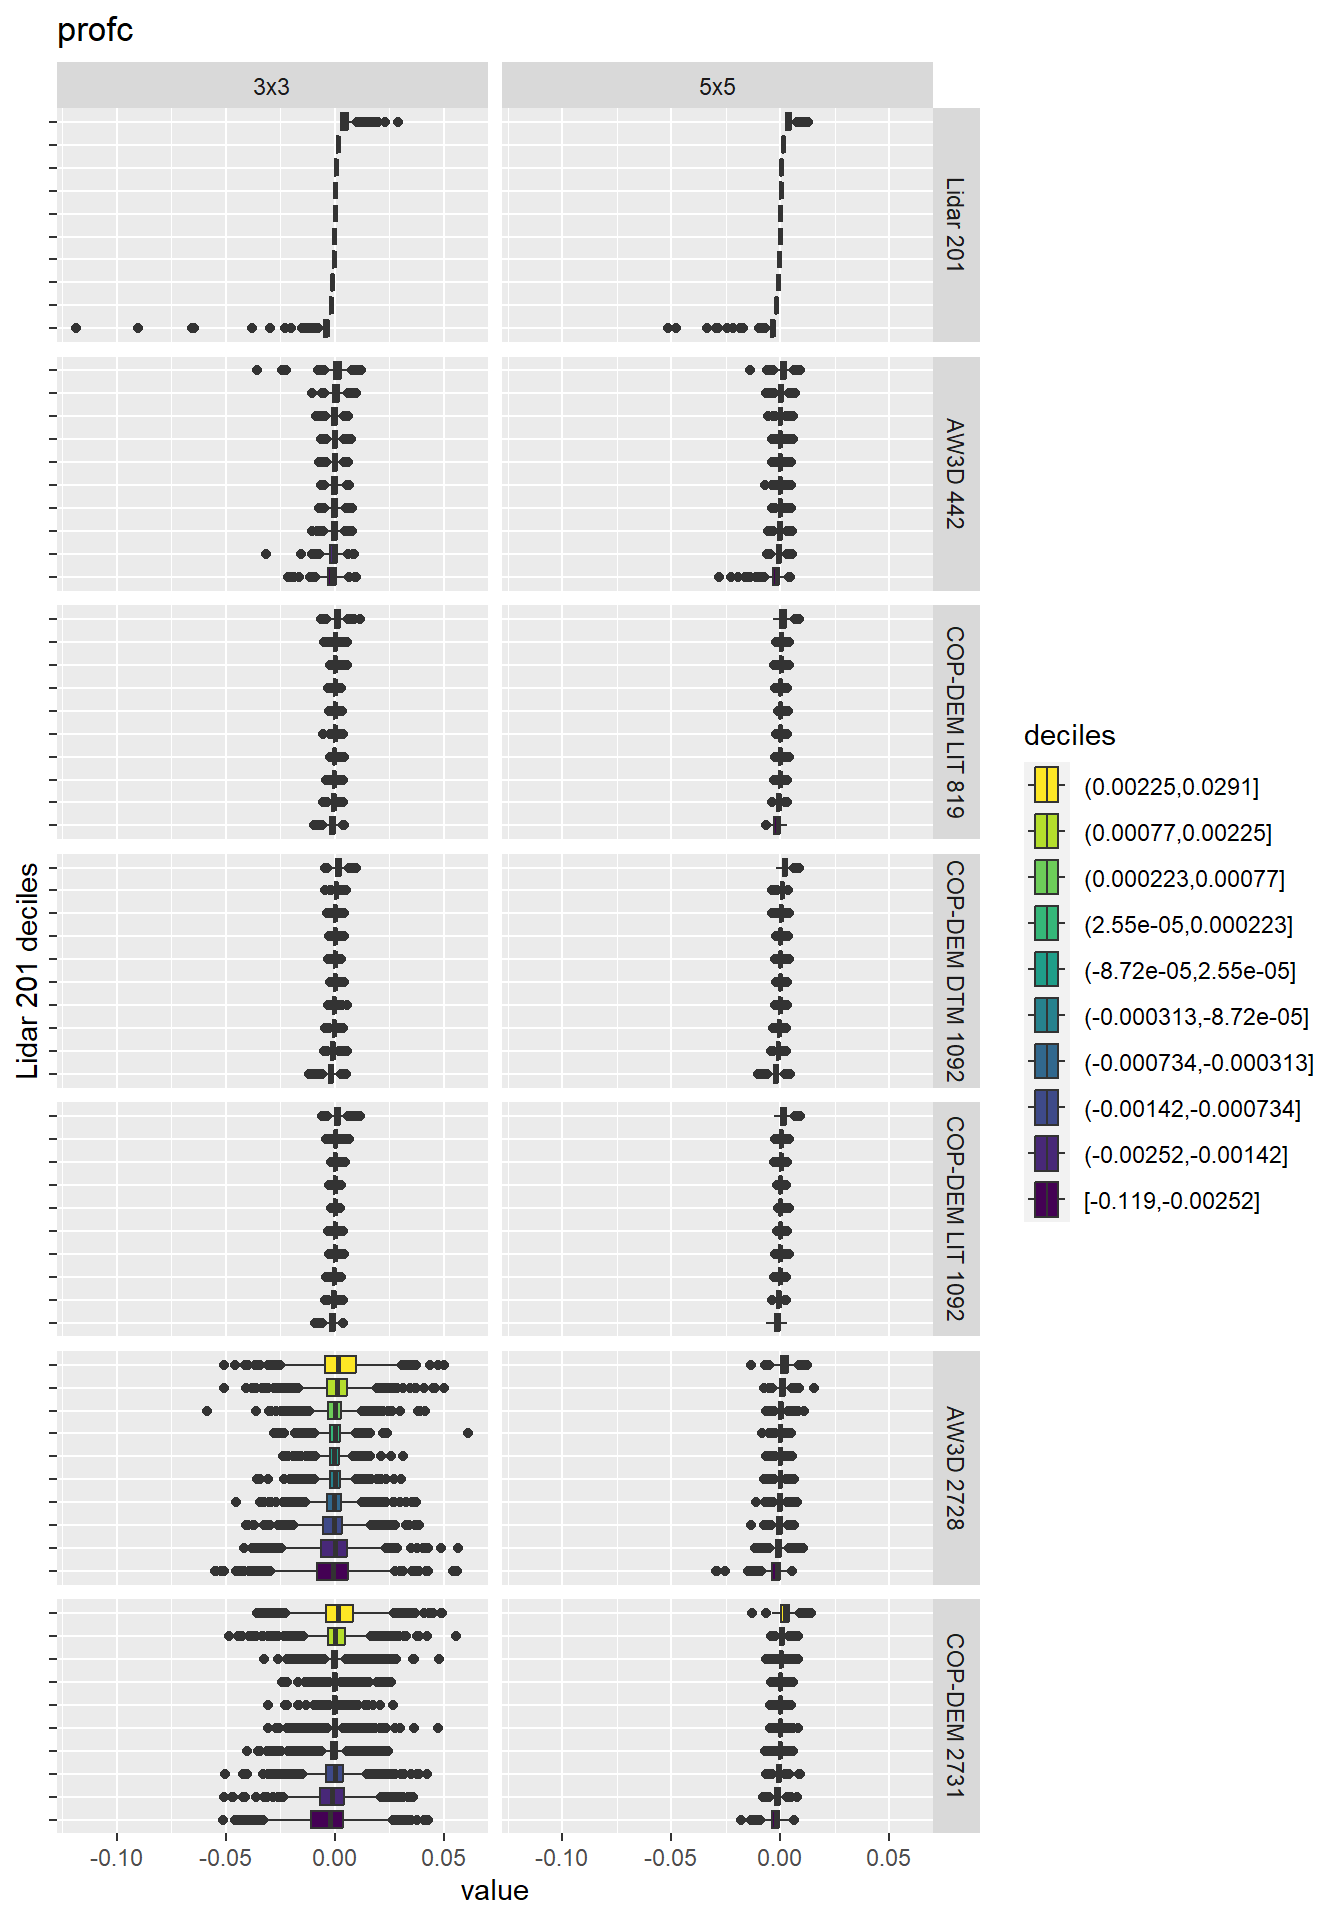 profc
3x3
5x5
Lidar 201
AW3D 442
COP-DEM LIT 819
COP-DEM DTM 1092
COP-DEM LIT 1092
AW3D 2728
COP-DEM 2731
Lidar 201 deciles
-0.10 -0.05 0.00 0.05 -0.10 -0.05 0.00 0.05
value
deciles
(0.00225,0.0291]
(0.00077,0.00225]
(0.000223,0.00077]
(2.55e-05,0.000223]
(-8.72e-05,2.55e-05]
(-0.000313,-8.72e-05]
(-0.000734,-0.000313]
(-0.00142,-0.000734]
(-0.00252,-0.00142]
[-0.119,-0.00252]